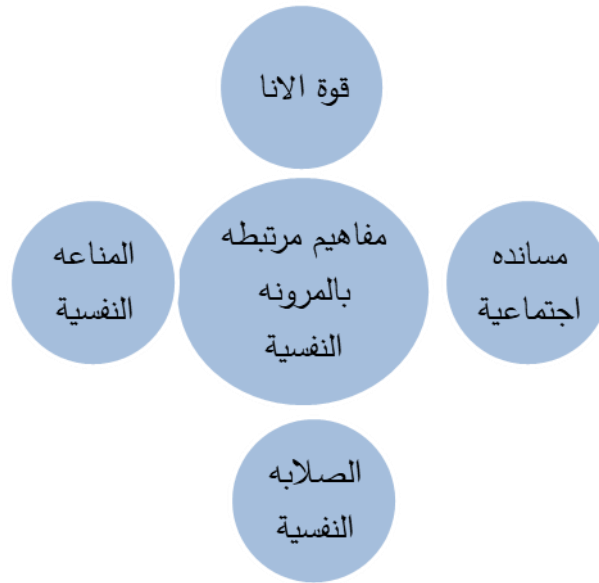 قوة الانا
مسانده
اجتماعية
مفاهيم مرتبطه
بالمرونه
النفسية
المناعه
النفسية
الصلابه
النفسية